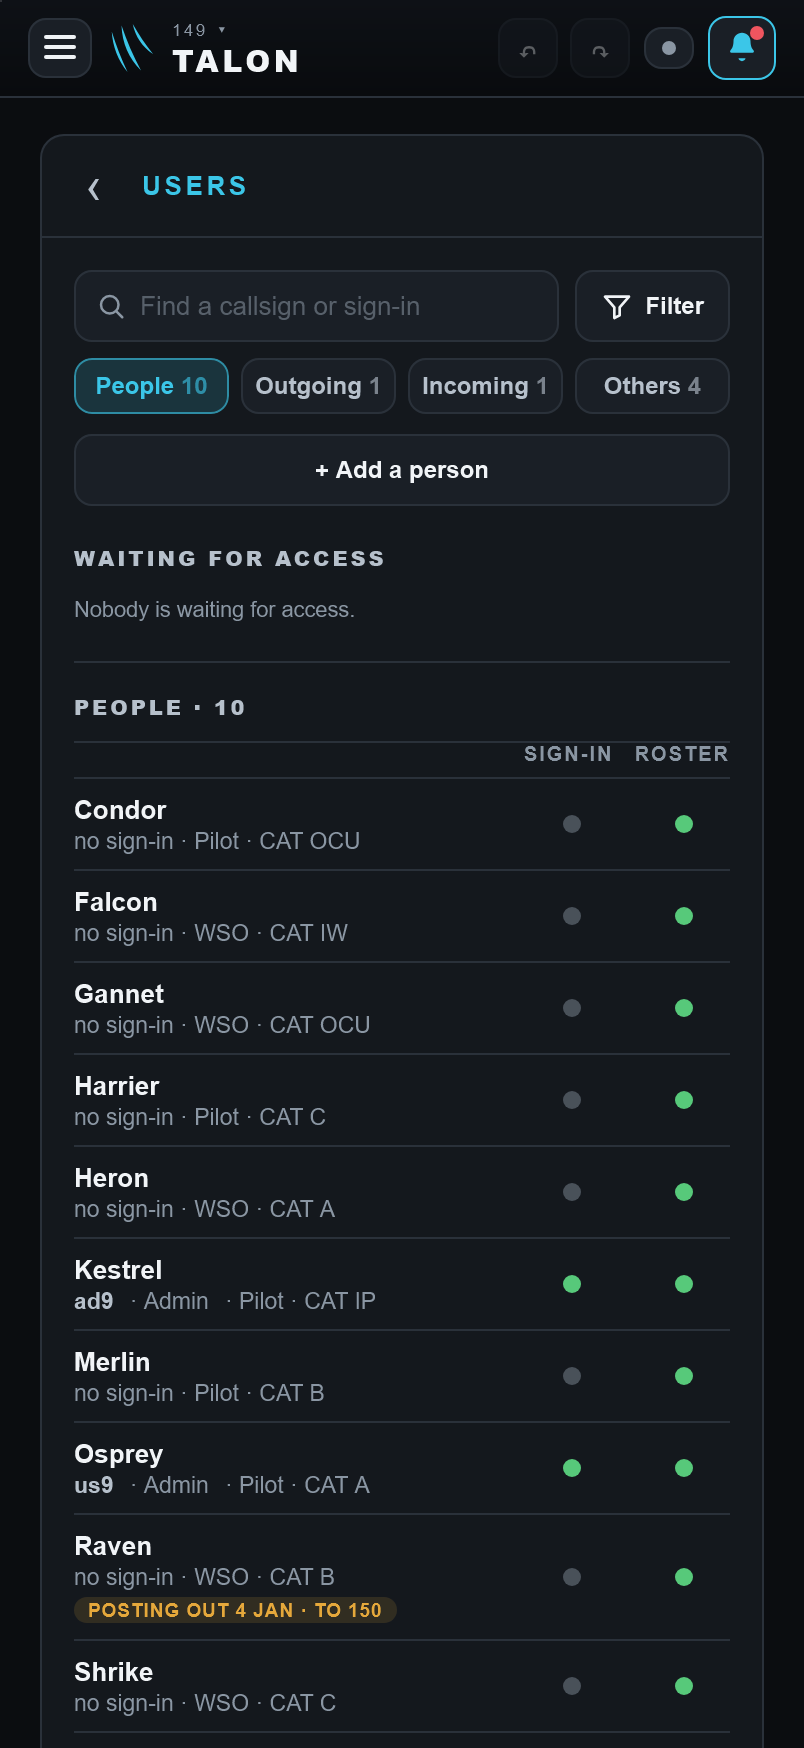 149 ▾
TALON
‹ USERS
Find a callsign or sign-in
Filter
People 10
Outgoing 1
Incoming 1
Others 4
+ Add a person
WAITING FOR ACCESS
Nobody is waiting for access.
PEOPLE · 10
SIGN-IN ROSTER
Condor
no sign-in · Pilot · CAT OCU
Falcon
no sign-in · WSO · CAT IW
Gannet
no sign-in · WSO · CAT OCU
Harrier
no sign-in · Pilot · CAT C
Heron
no sign-in · WSO · CAT A
Kestrel
ad9 · Admin · Pilot · CAT IP
Merlin
no sign-in · Pilot · CAT B
Osprey
us9 · Admin · Pilot · CAT A
Raven
no sign-in · WSO · CAT B
POSTING OUT 4 JAN · TO 150
Shrike
no sign-in · WSO · CAT C